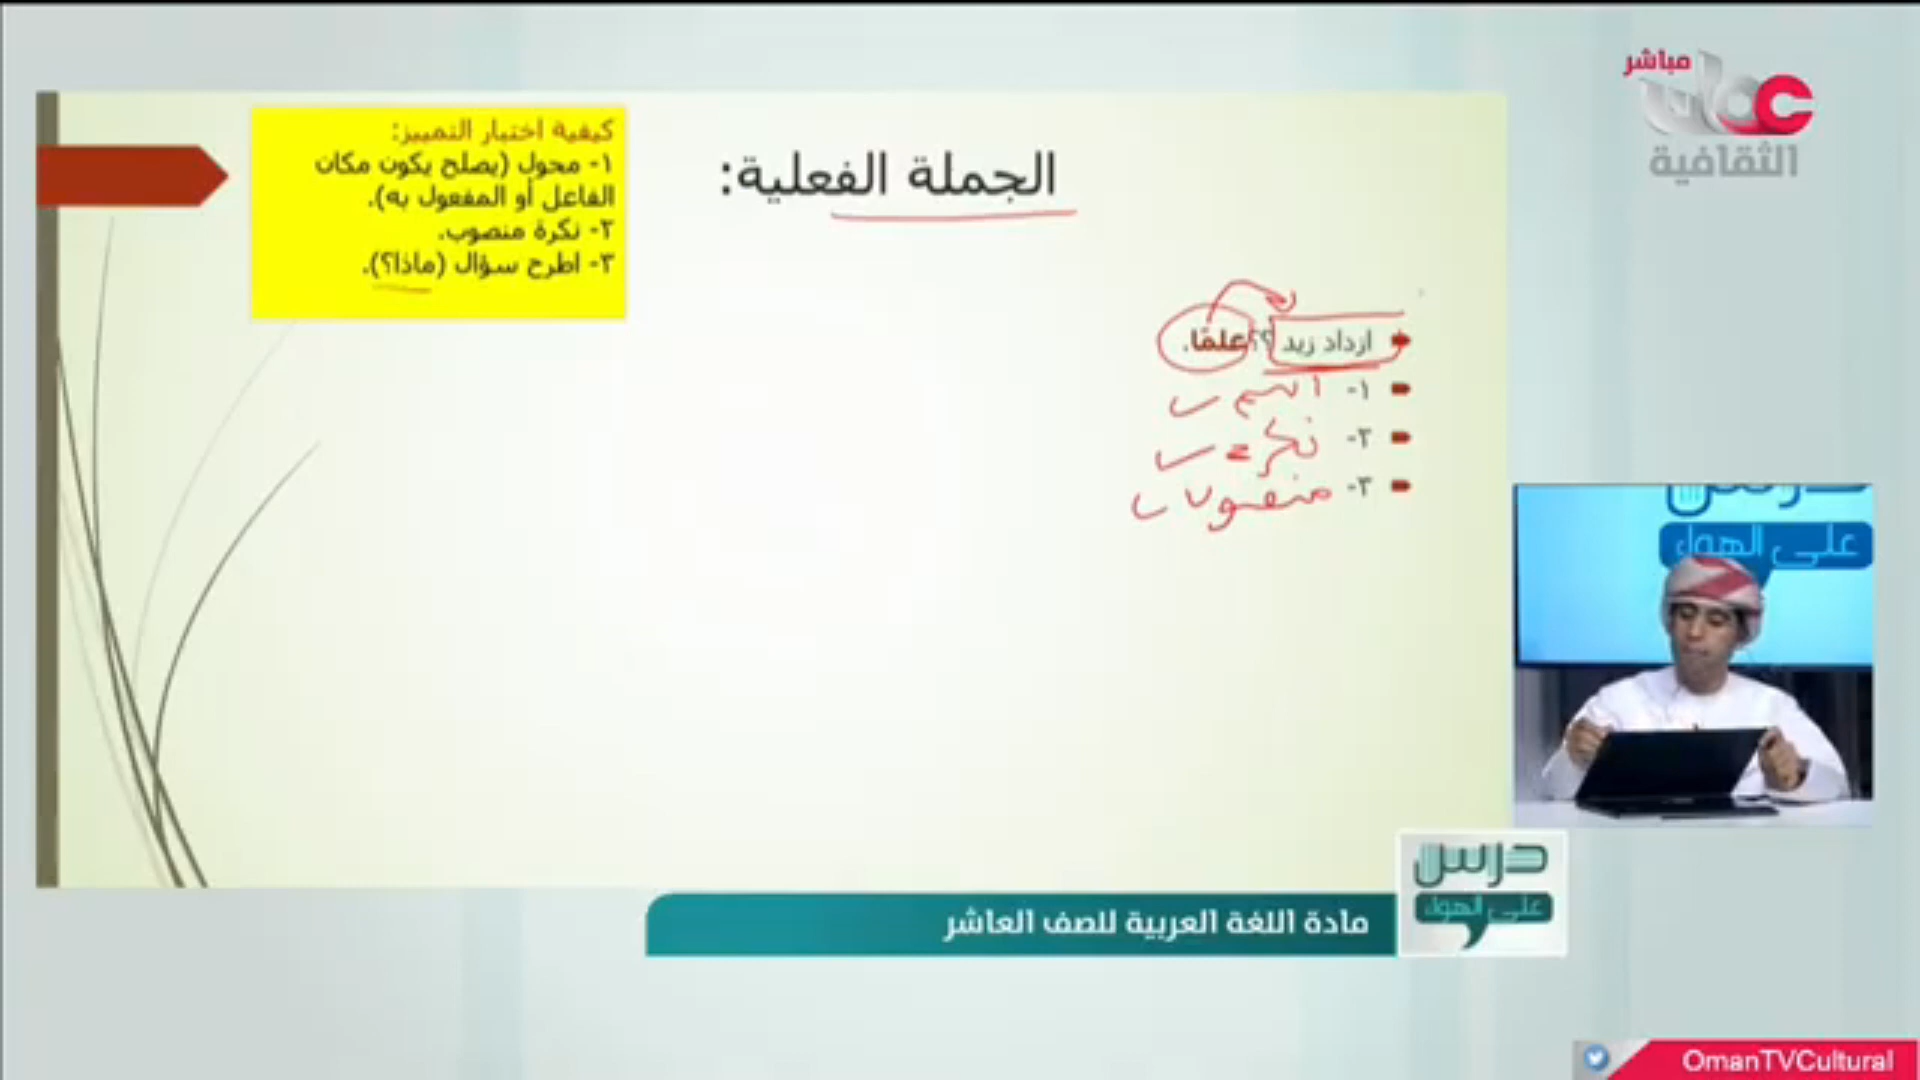 مباشر
الثقافية
الجملة الفعلية:
كيفية اختبار التمييز:
١- محول (يصلح يكون مكان
الفاعل أو المفعول به).
٢- نكرة منصوب.
٣- اطرح سؤال (ماذا؟).
ازداد زيد ؟؟ علمًا.
١- اسم
٢- نكرة
٣- منصوب
على الهواء
درس
على الهواء
مادة اللغة العربية للصف العاشر
OmanTVCultural